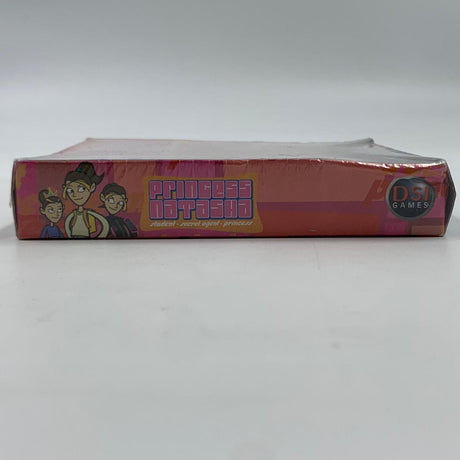 princess
natasha
student • secret agent • princess
DSI
GAMES